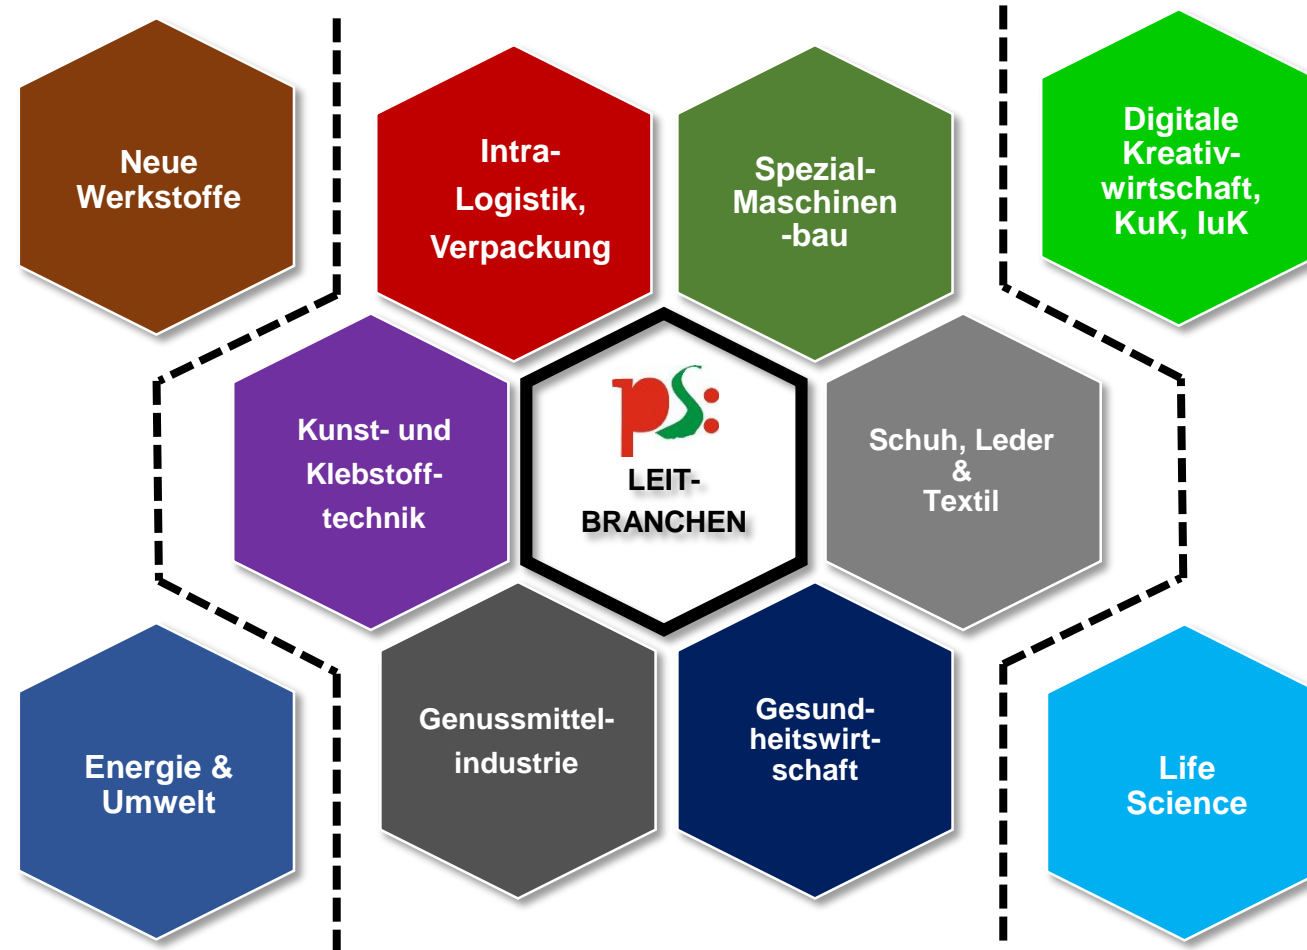 Neue
Werkstoffe
Intra-
Logistik,
Verpackung
Spezial-
Maschinen
-bau
Digitale
Kreativ-
wirtschaft,
KuK, IuK
Kunst- und
Klebstoff-
technik
ps:
LEIT-
BRANCHEN
Schuh, Leder
&
Textil
Energie &
Umwelt
Genussmittel-
industrie
Gesund-
heitswirt-
schaft
Life
Science